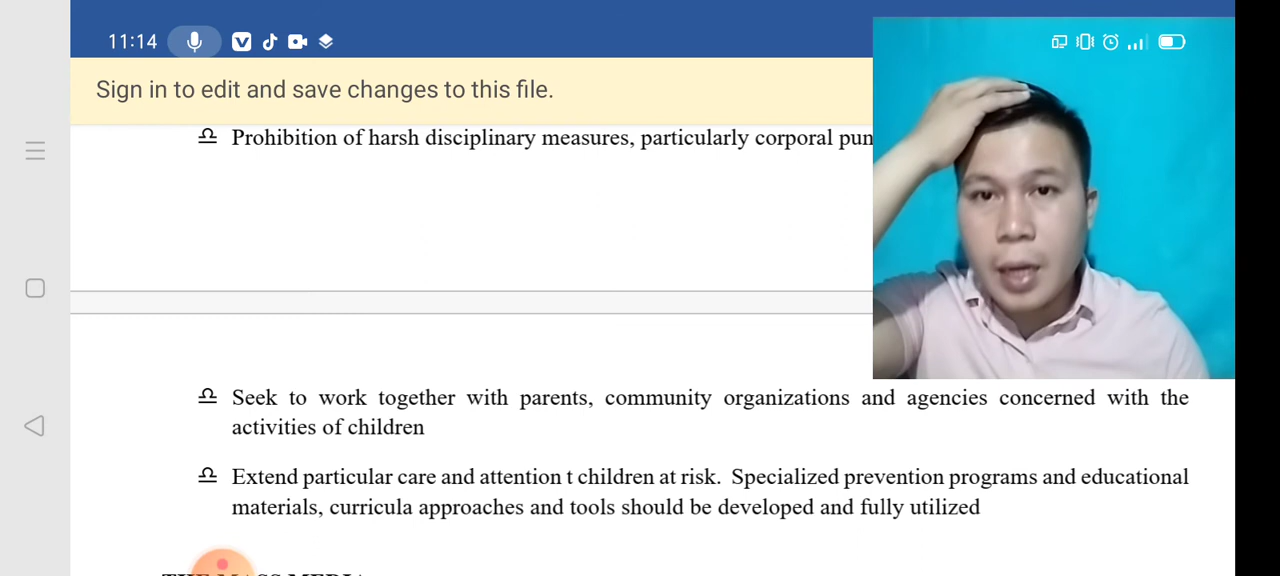 11:14
Sign in to edit and save changes to this file.
♎ Prohibition of harsh disciplinary measures, particularly corporal pun
♎ Seek to work together with parents, community organizations and agencies concerned with the
activities of children
♎ Extend particular care and attention t children at risk. Specialized prevention programs and educational
materials, curricula approaches and tools should be developed and fully utilized
THE MASS MEDIA